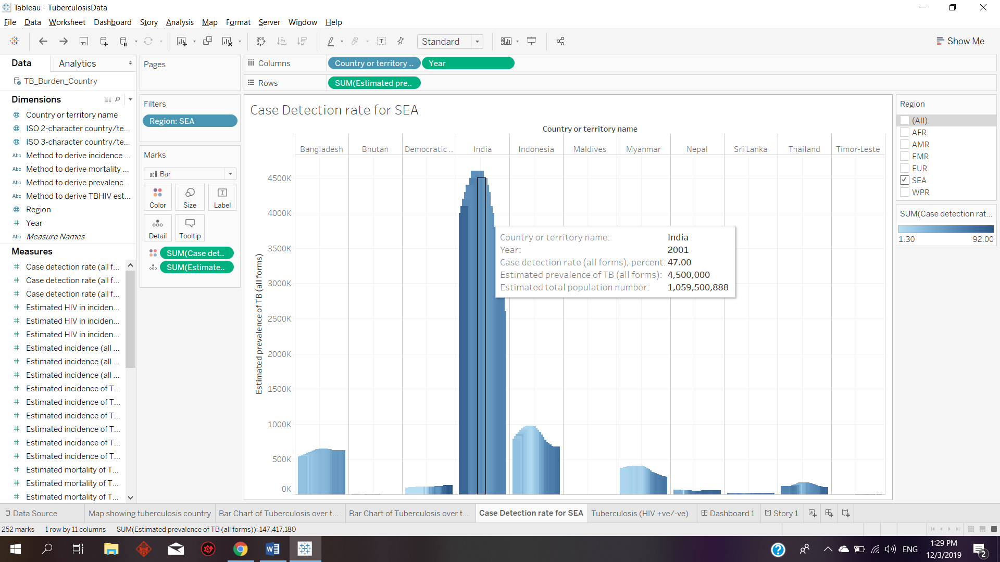 Tableau - TuberculosisData
File Data Worksheet Dashboard Story Analysis Map Format Server Window Help
Standard
Show Me
Data Analytics
TB_Burden_Country
Dimensions
Country or territory name
ISO 2-character country/te...
ISO 3-character country/te...
Abc Method to derive incidence ...
Abc Method to derive mortality ...
Abc Method to derive prevalenc...
Abc Method to derive TBHIV est...
Region
# Year
Abc Measure Names
Measures
# Case detection rate (all f...
# Case detection rate (all f...
# Case detection rate (all f...
# Estimated HIV in inciden...
# Estimated HIV in inciden...
# Estimated HIV in inciden...
# Estimated incidence (all ...
# Estimated incidence (all ...
# Estimated incidence (all ...
# Estimated incidence of T...
# Estimated incidence of T...
# Estimated incidence of T...
# Estimated incidence of T...
# Estimated incidence of T...
# Estimated incidence of T...
# Estimated mortality of T...
# Estimated mortality of T...
# Estimated mortality of T...
Pages
Filters
Region: SEA
Marks
Bar
Color Size Label
Detail Tooltip
SUM(Case det..
SUM(Estimate..
Columns Country or territory .. Year
Rows SUM(Estimated pre..
Case Detection rate for SEA
Country or territory name
Bangladesh Bhutan Democratic .. India Indonesia Maldives Myanmar Nepal Sri Lanka Thailand Timor-Leste
Estimated prevalence of TB (all forms)
4500K
4000K
3500K
3000K
2500K
2000K
1500K
1000K
500K
0K
Country or territory name: India
Year: 2001
Case detection rate (all forms), percent: 47.00
Estimated prevalence of TB (all forms): 4,500,000
Estimated total population number: 1,059,500,888
Region
(All)
AFR
AMR
EMR
EUR
SEA
WPR
SUM(Case detection rat...
1.30 92.00
Data Source Map showing tuberculosis country Bar Chart of Tuberculosis over t... Bar Chart of Tuberculosis over t... Case Detection rate for SEA Tuberculosis (HIV +ve/-ve) Dashboard 1 Story 1
252 marks 1 row by 11 columns SUM(Estimated prevalence of TB (all forms)): 147,417,180
ENG
1:29 PM
12/3/2019
2